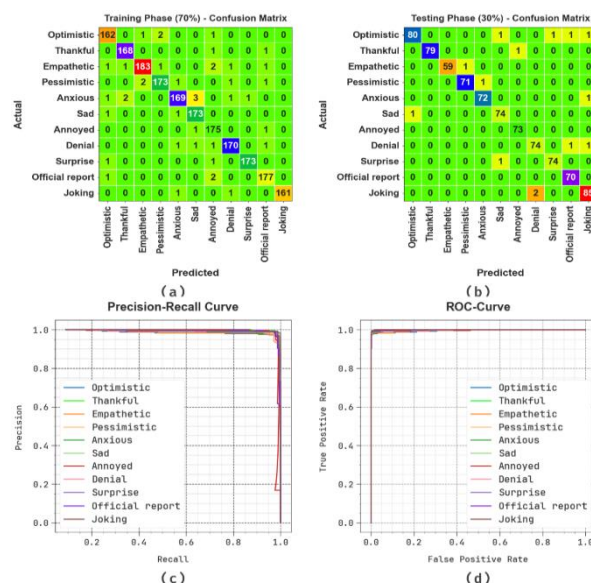 Training Phase (70%) - Confusion Matrix
Actual
Optimistic 162 0 1 2 0 0 0 0 0 0 0
Thankful 0 168 0 0 0 0 1 0 0 1 0
Empathetic 1 0 183 1 0 0 2 1 0 1 0
Pessimistic 0 0 2 173 1 0 0 1 0 1 0
Anxious 1 2 0 0 169 3 0 1 1 0 0
Sad 1 0 0 0 1 173 0 0 0 0 0
Annoyed 0 0 0 0 0 1 175 0 0 1 0
Denial 1 0 0 0 1 1 1 170 0 1 0
Surprise 1 0 0 0 0 0 0 1 173 1 0
Official report 1 0 0 0 0 0 2 0 0 177 0
Joking 0 0 0 0 1 0 0 1 0 0 161
Optimistic Thankful Empathetic Pessimistic Anxious Sad Annoyed Denial Surprise Official report Joking
Predicted
(a)
Testing Phase (30%) - Confusion Matrix
Actual
Optimistic 80 0 0 0 0 1 0 0 1 1 1
Thankful 0 79 0 0 0 0 1 0 0 0 0
Empathetic 0 0 59 1 0 0 0 0 0 0 0
Pessimistic 0 0 0 71 1 0 0 0 0 0 0
Anxious 0 0 0 0 72 0 0 0 0 0 1
Sad 1 0 0 0 0 74 0 0 0 0 0
Annoyed 0 0 0 0 0 0 73 0 0 0 0
Denial 0 0 0 0 0 0 0 74 0 1 1
Surprise 0 0 0 0 0 1 0 0 74 0 0
Official report 0 0 0 0 0 0 0 0 0 70 0
Joking 0 0 0 0 0 0 0 2 0 0 85
Optimistic Thankful Empathetic Pessimistic Anxious Sad Annoyed Denial Surprise Official report Joking
Predicted
(b)
Precision-Recall Curve
Precision
1.0
0.8
0.6
0.4
0.2
0.0
Optimistic
Thankful
Empathetic
Pessimistic
Anxious
Sad
Annoyed
Denial
Surprise
Official report
Joking
0.2 0.4 0.6 0.8 1.0
Recall
(c)
ROC-Curve
True Positive Rate
1.0
0.8
0.6
0.4
0.2
0.0
Optimistic
Thankful
Empathetic
Pessimistic
Anxious
Sad
Annoyed
Denial
Surprise
Official report
Joking
0.0 0.2 0.4 0.6 0.8 1.0
False Positive Rate
(d)